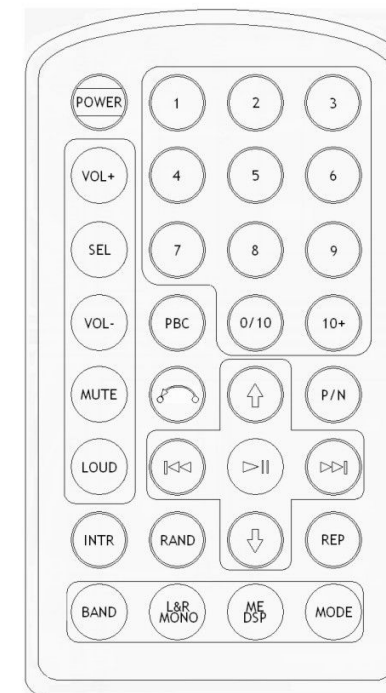 POWER
1
2
3
VOL+
4
5
6
SEL
7
8
9
VOL-
PBC
0/10
10+
MUTE
P/N
LOUD
INTR
RAND
REP
BAND
L&R
MONO
ME
DSP
MODE